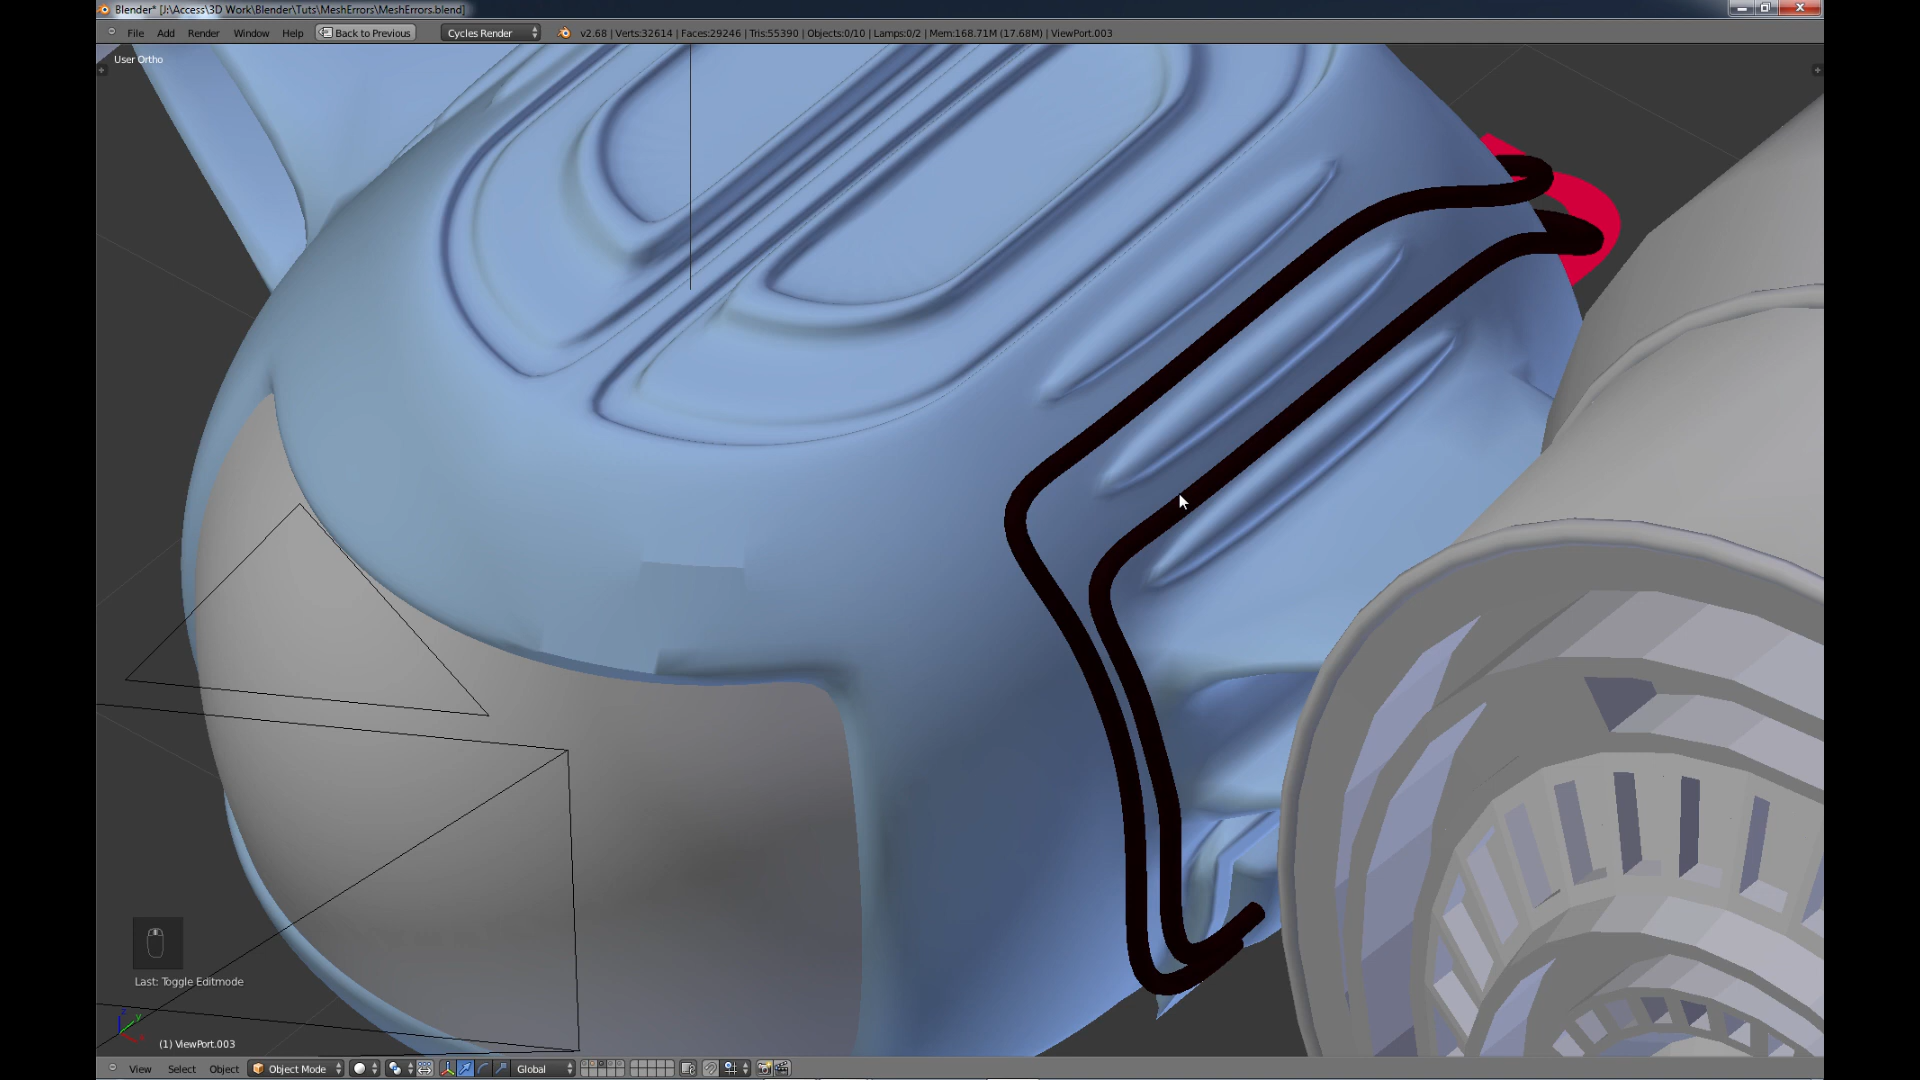 Blender* [J:\Access\3D Work\Blender\Tuts\MeshErrors\MeshErrors.blend]
File Add Render Window Help Back to Previous Cycles Render v2.68 | Verts:32614 | Faces:29246 | Tris:55390 | Objects:0/10 | Lamps:0/2 | Mem:168.71M (17.68M) | ViewPort.003
User Ortho
Last: Toggle Editmode
(1) ViewPort.003
View Select Object Object Mode Global